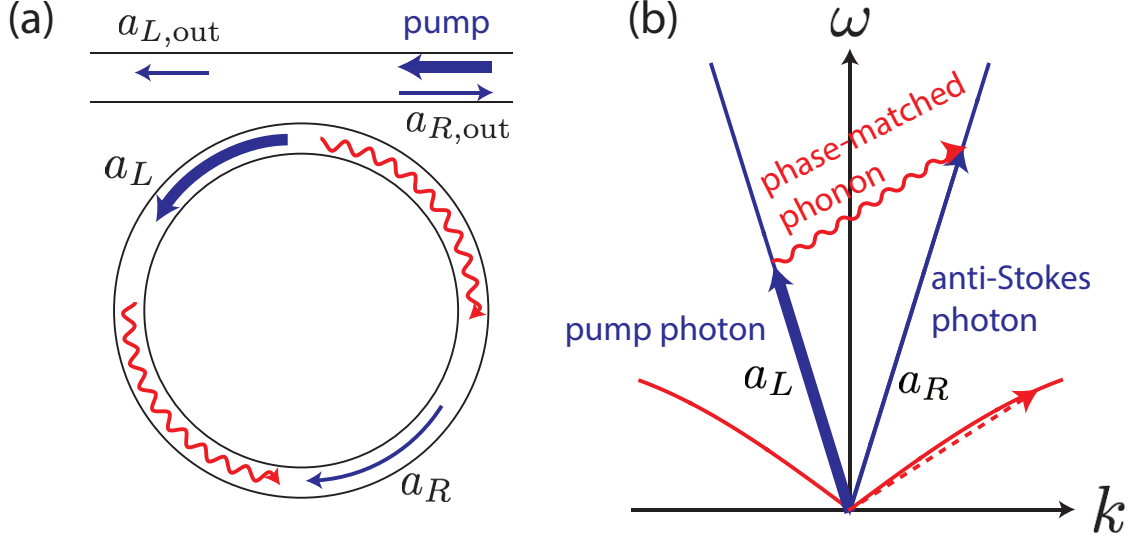 (a)
a_{L,out}
pump
a_{R,out}
a_L
a_R
(b)
ω
phase-matched
phonon
pump photon
anti-Stokes
photon
a_L
a_R
k